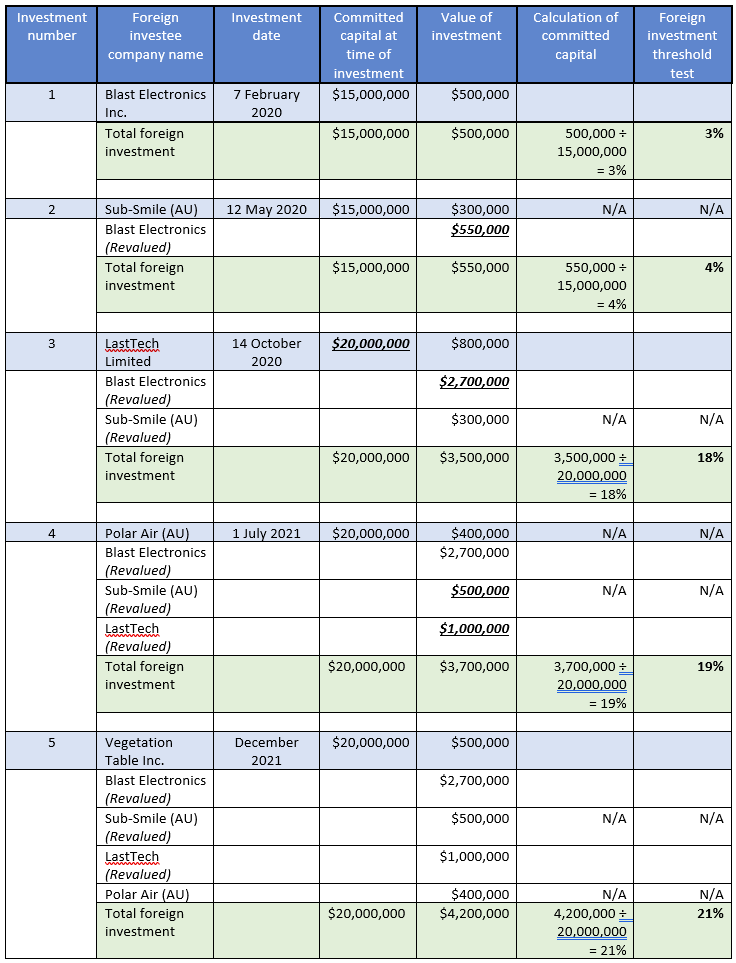 Investment number
Foreign investee company name
Investment date
Committed capital at time of investment
Value of investment
Calculation of committed capital
Foreign investment threshold test
1 Blast Electronics Inc. 7 February 2020 $15,000,000 $500,000
Total foreign investment $15,000,000 $500,000 500,000 ÷ 15,000,000 = 3% 3%
2 Sub-Smile (AU) 12 May 2020 $15,000,000 $300,000 N/A N/A
Blast Electronics (Revalued) $550,000
Total foreign investment $15,000,000 $550,000 550,000 ÷ 15,000,000 = 4% 4%
3 LastTech Limited 14 October 2020 $20,000,000 $800,000
Blast Electronics (Revalued) $2,700,000
Sub-Smile (AU) (Revalued) $300,000 N/A N/A
Total foreign investment $20,000,000 $3,500,000 3,500,000 ÷ 20,000,000 = 18% 18%
4 Polar Air (AU) 1 July 2021 $20,000,000 $400,000 N/A N/A
Blast Electronics (Revalued) $2,700,000
Sub-Smile (AU) (Revalued) $500,000 N/A N/A
LastTech (Revalued) $1,000,000
Total foreign investment $20,000,000 $3,700,000 3,700,000 ÷ 20,000,000 = 19% 19%
5 Vegetation Table Inc. December 2021 $20,000,000 $500,000
Blast Electronics (Revalued) $2,700,000
Sub-Smile (AU) (Revalued) $500,000 N/A N/A
LastTech (Revalued) $1,000,000
Polar Air (AU) $400,000 N/A N/A
Total foreign investment $20,000,000 $4,200,000 4,200,000 ÷ 20,000,000 = 21% 21%